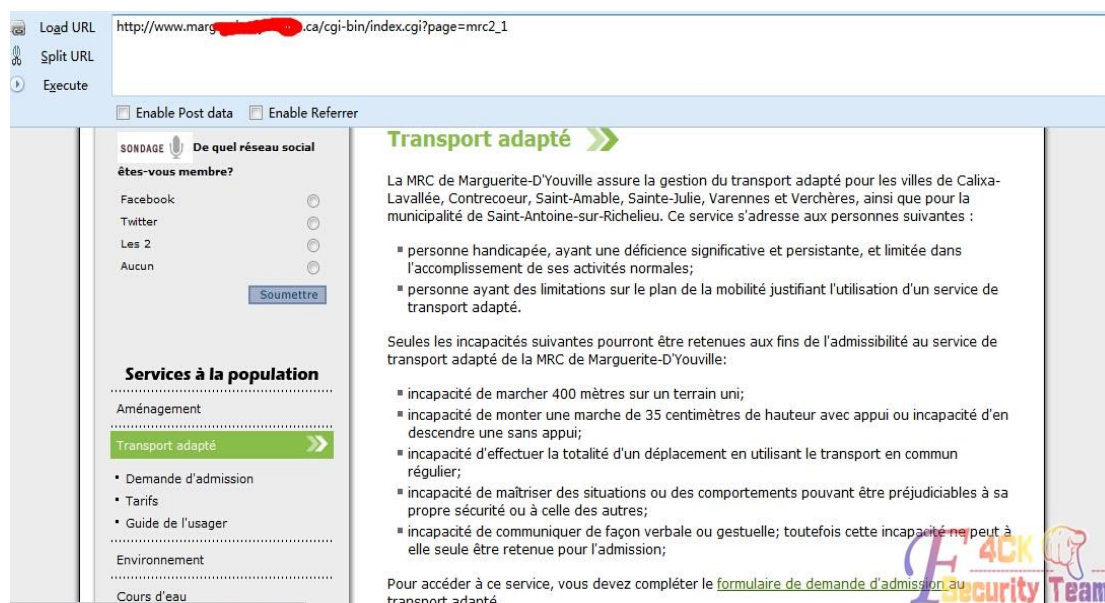 Load URL
http://www.marg
.ca/cgi-bin/index.cgi?page=mrc2_1
Split URL
Execute
Enable Post data Enable Referrer
SONDAGE De quel réseau social
êtes-vous membre?
Facebook
Twitter
Les 2
Aucun
Soumettre
Services à la population
Aménagement
Transport adapté
• Demande d'admission
• Tarifs
• Guide de l'usager
Environnement
Cours d'eau
Transport adapté
La MRC de Marguerite-D'Youville assure la gestion du transport adapté pour les villes de Calixa-
Lavallée, Contrecoeur, Saint-Amable, Sainte-Julie, Varennes et Verchères, ainsi que pour la
municipalité de Saint-Antoine-sur-Richelieu. Ce service s'adresse aux personnes suivantes :
personne handicapée, ayant une déficience significative et persistante, et limitée dans
l'accomplissement de ses activités normales;
personne ayant des limitations sur le plan de la mobilité justifiant l'utilisation d'un service de
transport adapté.
Seules les incapacités suivantes pourront être retenues aux fins de l'admissibilité au service de
transport adapté de la MRC de Marguerite-D'Youville:
incapacité de marcher 400 mètres sur un terrain uni;
incapacité de monter une marche de 35 centimètres de hauteur avec appui ou incapacité d'en
descendre une sans appui;
incapacité d'effectuer la totalité d'un déplacement en utilisant le transport en commun
régulier;
incapacité de maîtriser des situations ou des comportements pouvant être préjudiciables à sa
propre sécurité ou à celle des autres;
incapacité de communiquer de façon verbale ou gestuelle; toutefois cette incapacité ne peut à
elle seule être retenue pour l'admission;
Pour accéder à ce service, vous devez compléter le formulaire de demande d'admission au
transport adapté
F4CK
Security Team